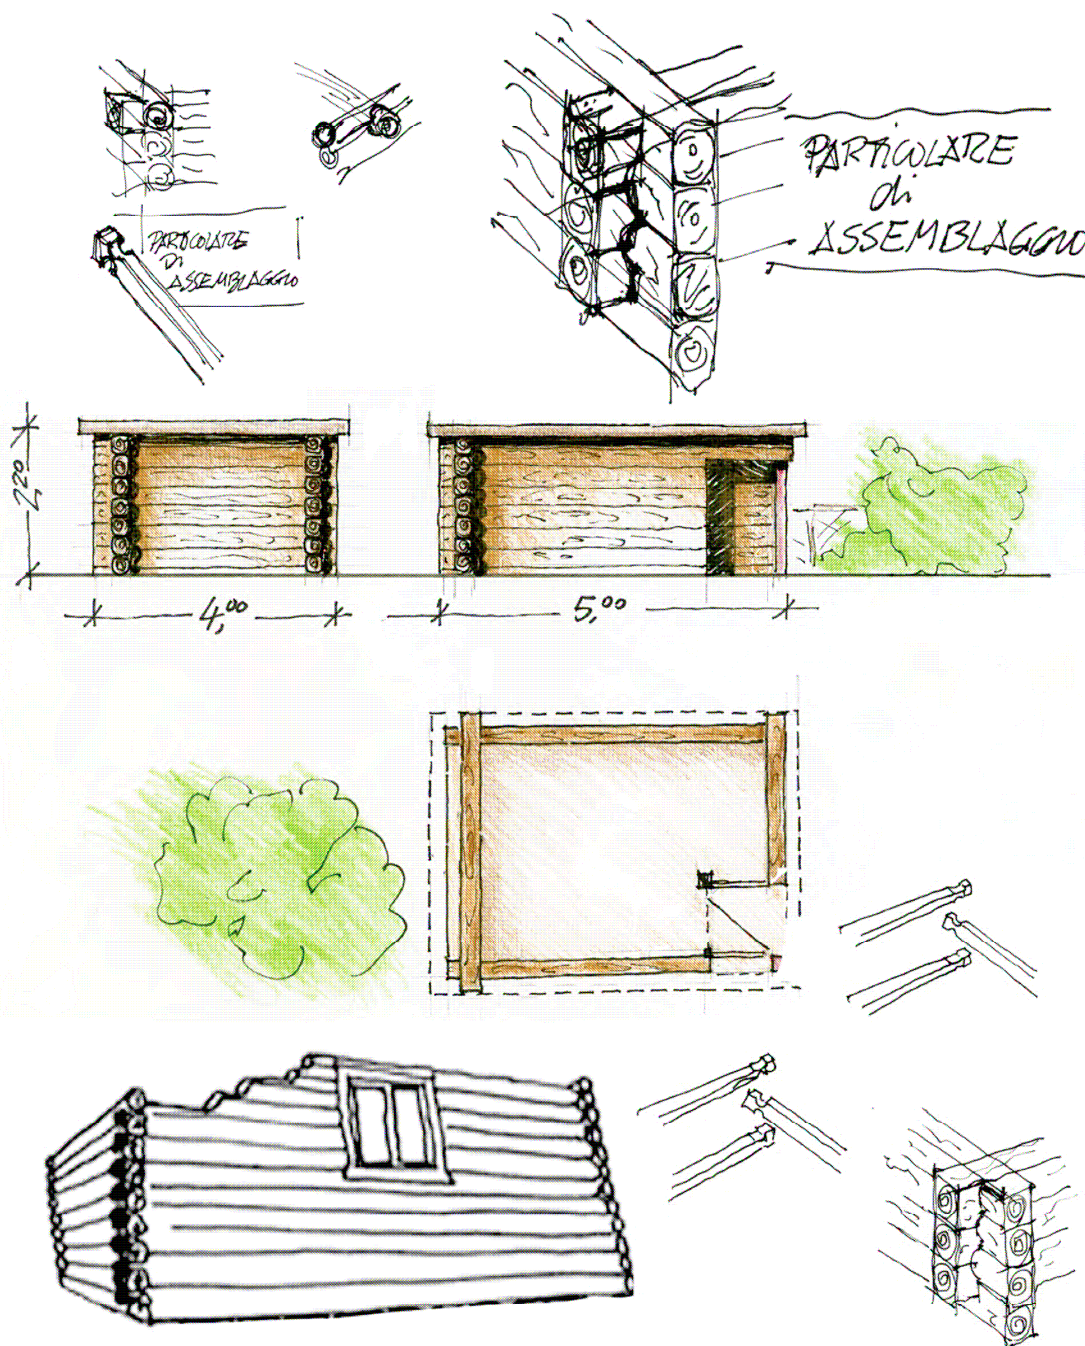 PARTICOLARE
DI
ASSEMBLAGGIO
PARTICOLARE
di
ASSEMBLAGGIO
2,20
4,00
5,00